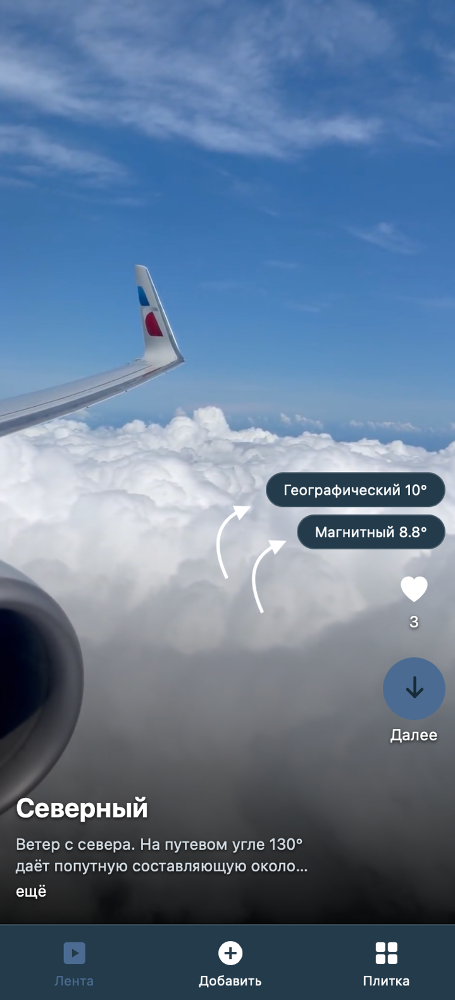 Географический 10°
Магнитный 8.8°
3
Далее
Северный
Ветер с севера. На путевом угле 130°
даёт попутную составляющую около...
ещё
Лента
Добавить
Плитка